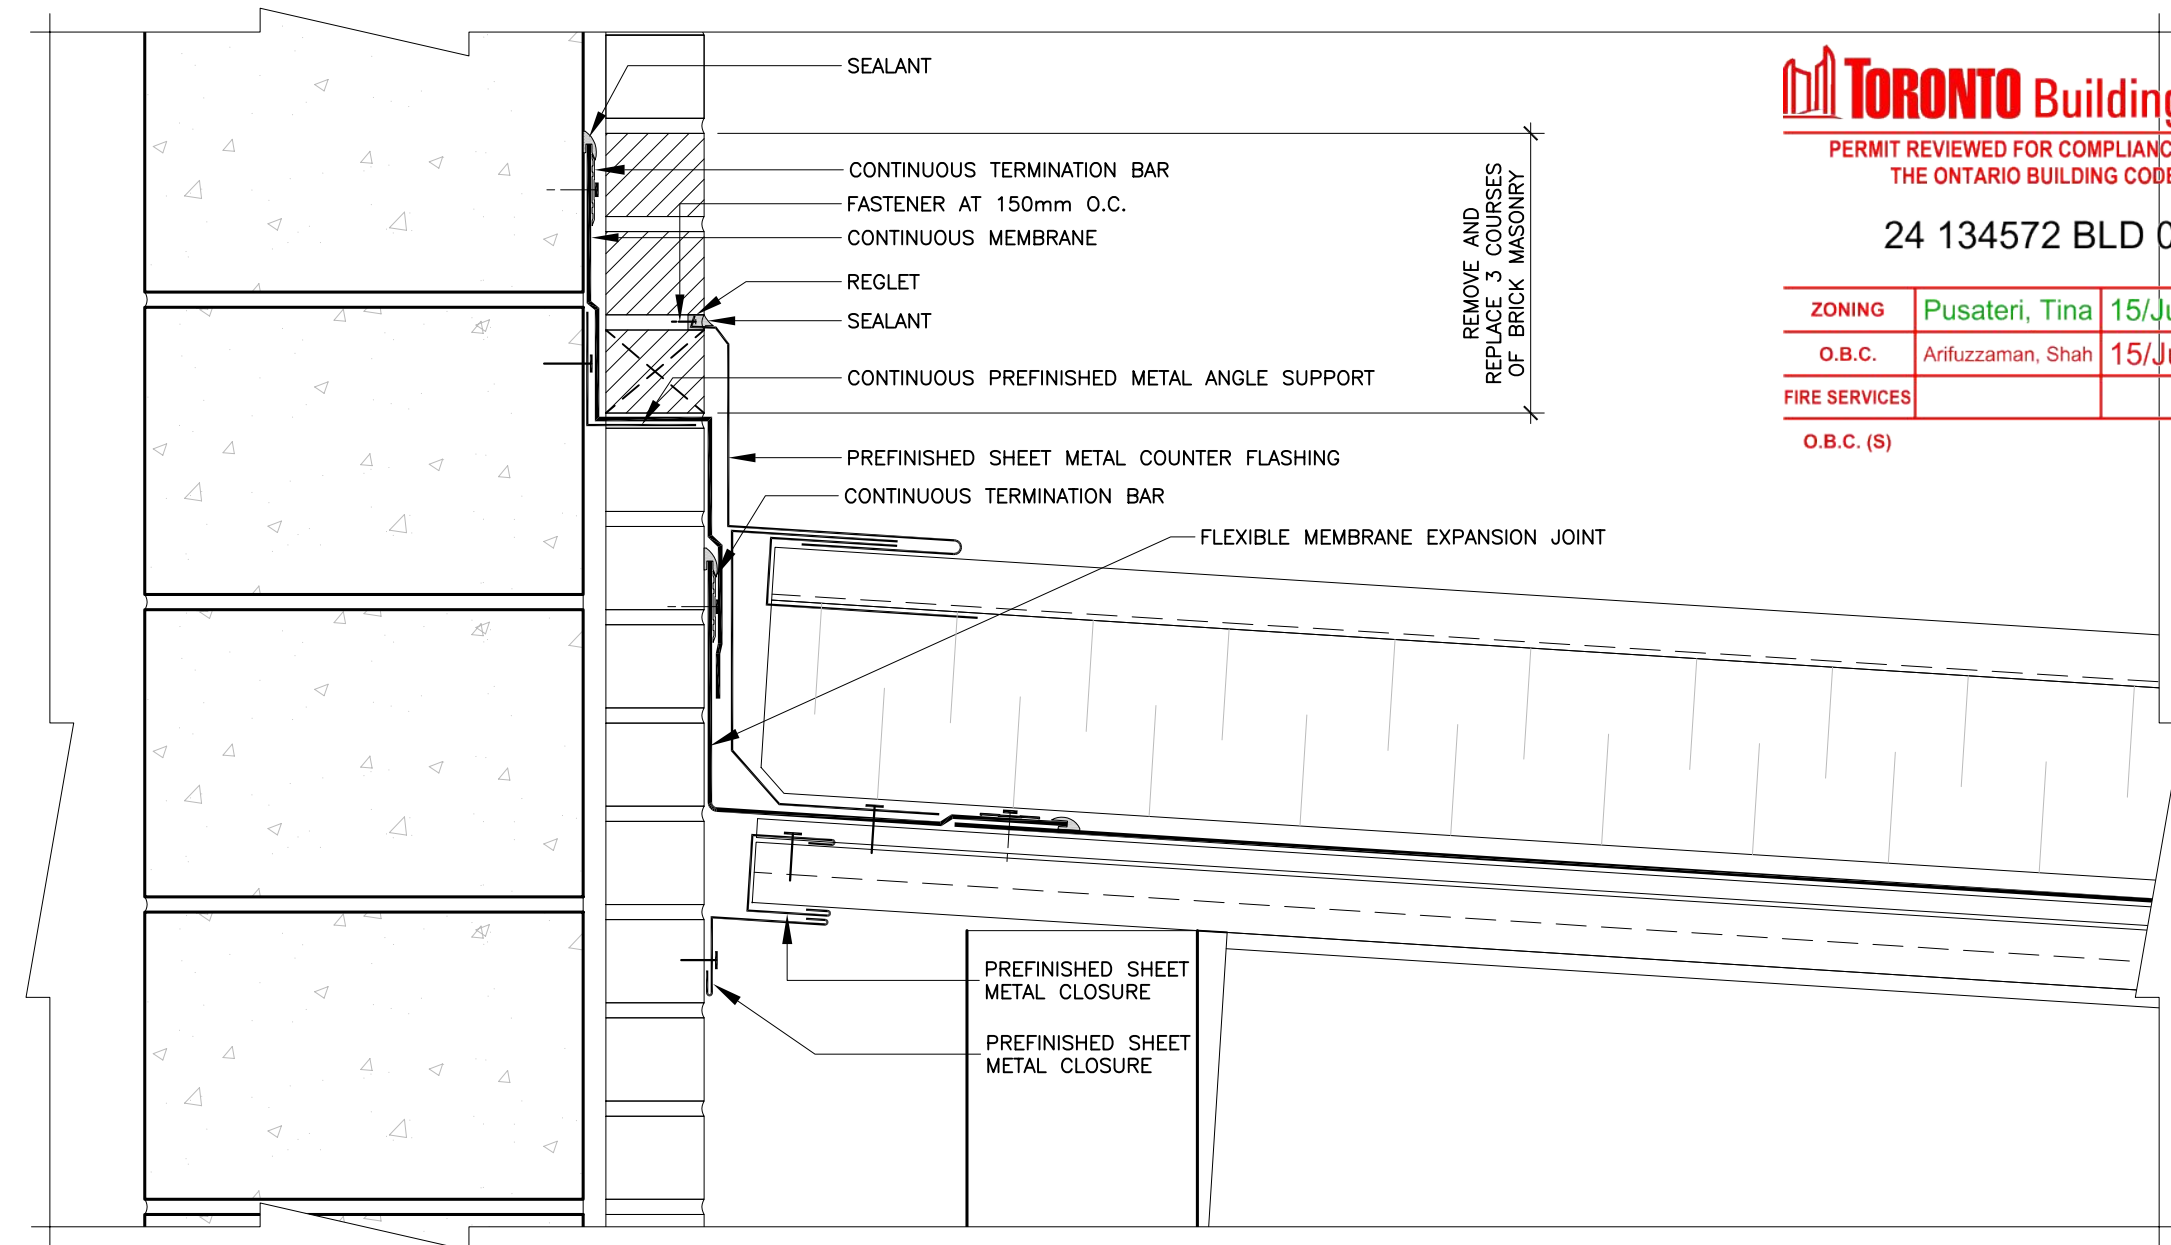 SEALANT
CONTINUOUS TERMINATION BAR
FASTENER AT 150mm O.C.
CONTINUOUS MEMBRANE
REGLET
SEALANT
CONTINUOUS PREFINISHED METAL ANGLE SUPPORT
PREFINISHED SHEET METAL COUNTER FLASHING
CONTINUOUS TERMINATION BAR
FLEXIBLE MEMBRANE EXPANSION JOINT
REMOVE AND
REPLACE 3 COURSES
OF BRICK MASONRY
PREFINISHED SHEET
METAL CLOSURE
PREFINISHED SHEET
METAL CLOSURE
TORONTO Building
PERMIT REVIEWED FOR
THE ONTARIO BUILDING CODE
24 134572 BLD
ZONING Pusateri, Tina
O.B.C. Arifuzzaman, Shah
FIRE SERVICES
O.B.C. (S)